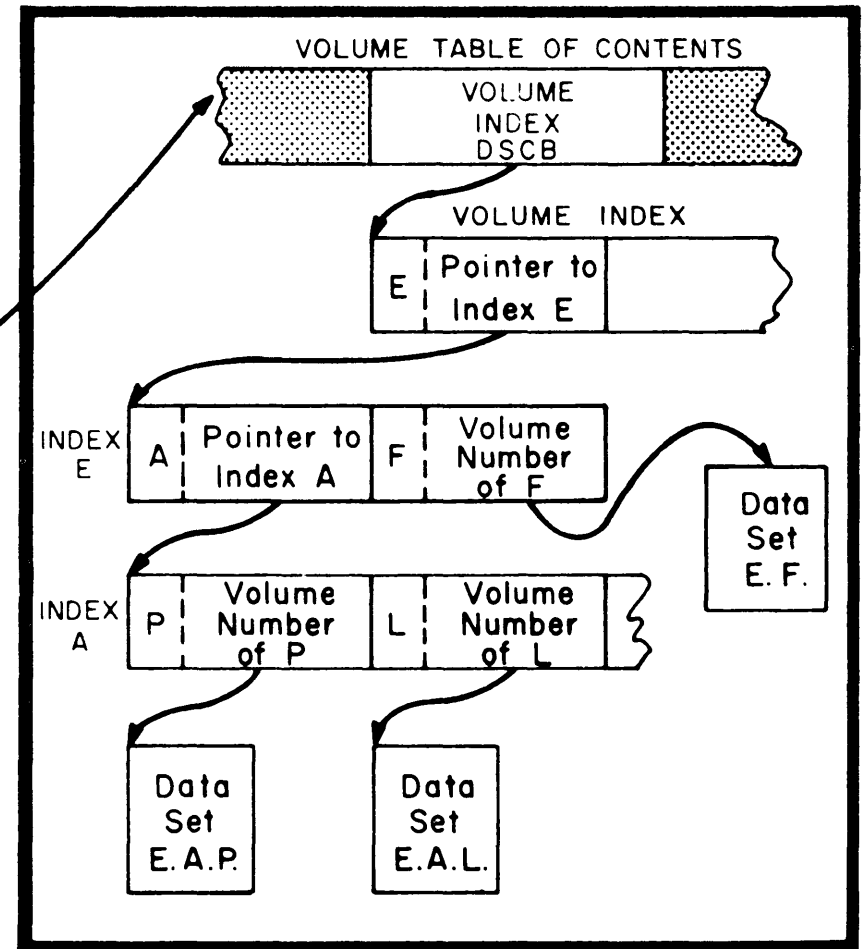 VOLUME TABLE OF CONTENTS
VOLUME
INDEX
DSCB
VOLUME INDEX
E
Pointer to
Index E
INDEX
E
A
Pointer to
Index A
F
Volume
Number
of F
Data
Set
E. F.
INDEX
A
P
Volume
Number
of P
L
Volume
Number
of L
Data
Set
E. A. P.
Data
Set
E. A. L.